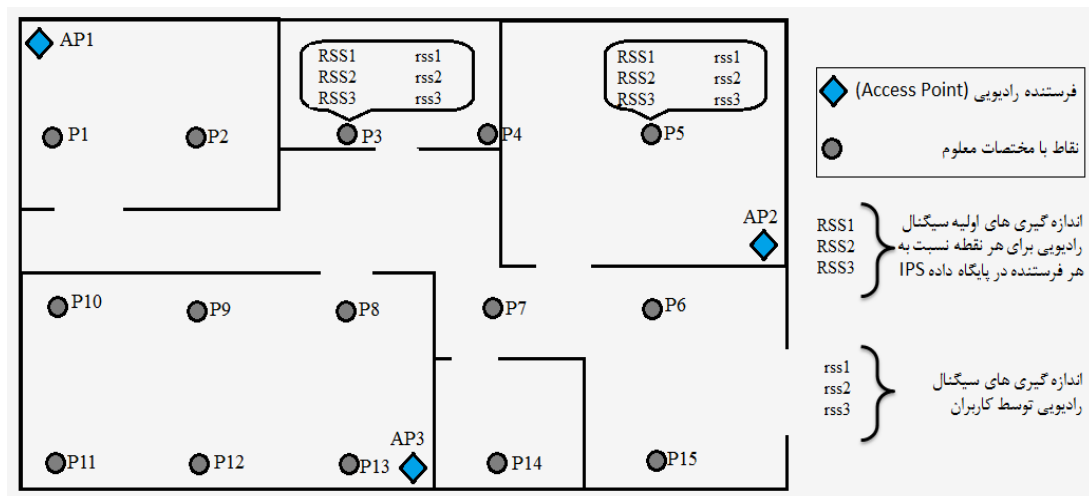 AP1
RSS1 rss1
RSS2 rss2
RSS3 rss3
RSS1 rss1
RSS2 rss2
RSS3 rss3
P1
P2
P3
P4
P5
AP2
P10
P9
P8
P7
P6
AP3
P11
P12
P13
P14
P15
فرستنده رادیویی (Access Point)
نقاط با مختصات معلوم
RSS1
RSS2
RSS3
اندازه گیری های اولیه سیگنال
رادیویی برای هر نقطه نسبت به
هر فرستنده در پایگاه داده IPS
rss1
rss2
rss3
اندازه گیری های سیگنال
رادیویی توسط کاربران